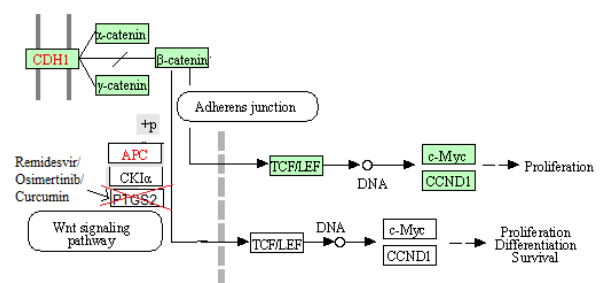 α-catenin
CDH1
β-catenin
γ-catenin
Adherens junction
+p
APC
CKIα
PTGS2
Remidesvir/
Osimertinib/
Curcumin
Wnt signaling
pathway
TCF/LEF
DNA
c-Myc
CCND1
Proliferation
TCF/LEF
DNA
c-Myc
CCND1
Proliferation
Differentiation
Survival